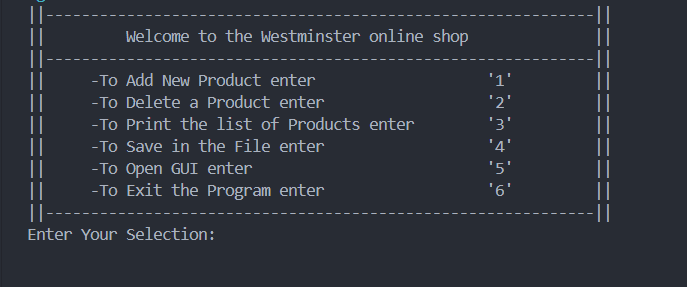 ||-------------------------------------------------------------||
||         Welcome to the Westminster online shop              ||
||-------------------------------------------------------------||
||     -To Add New Product enter                   '1'         ||
||     -To Delete a Product enter                  '2'         ||
||     -To Print the list of Products enter        '3'         ||
||     -To Save in the File enter                  '4'         ||
||     -To Open GUI enter                          '5'         ||
||     -To Exit the Program enter                  '6'         ||
||-------------------------------------------------------------||
Enter Your Selection: